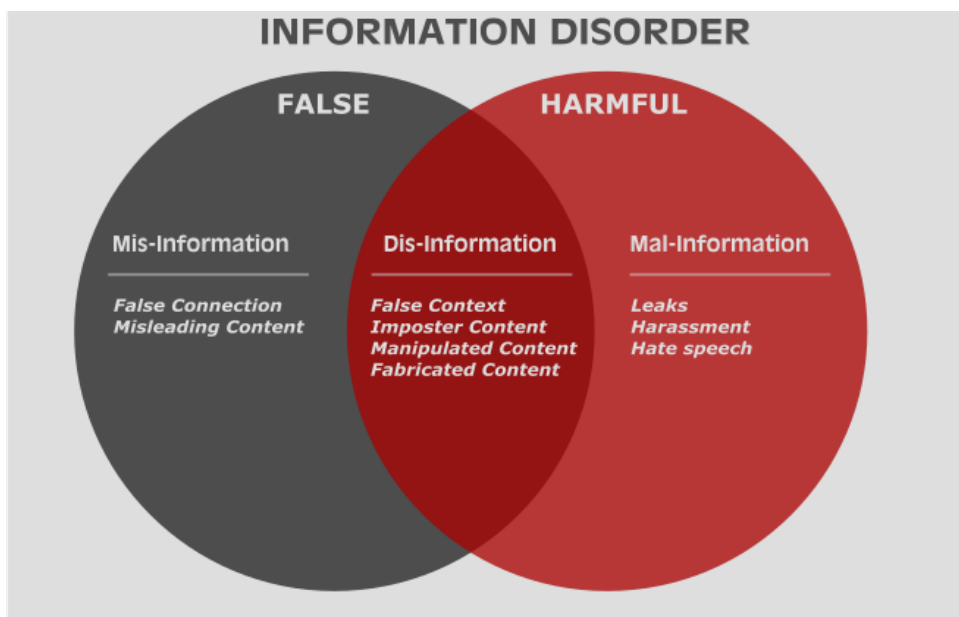 INFORMATION DISORDER
FALSE
HARMFUL
Mis-Information
False Connection
Misleading Content
Dis-Information
False Context
Imposter Content
Manipulated Content
Fabricated Content
Mal-Information
Leaks
Harassment
Hate speech